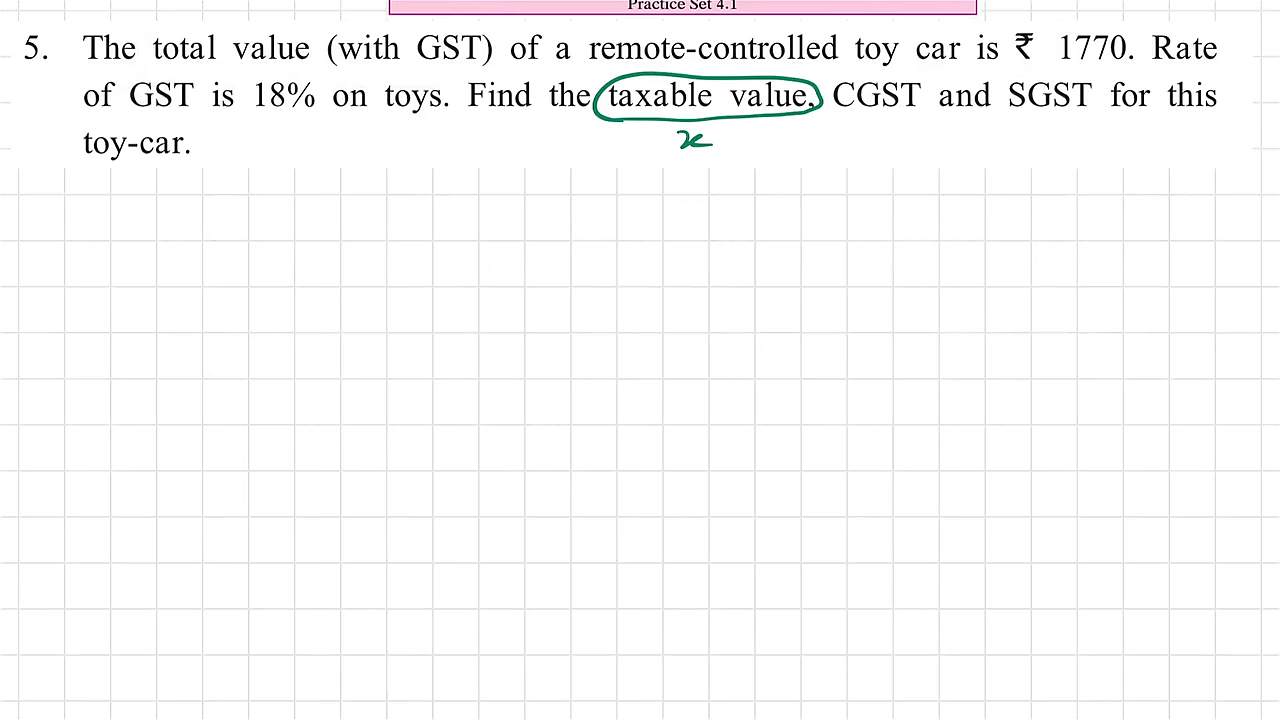 Practice Set 4.1
5. The total value (with GST) of a remote-controlled toy car is ₹ 1770. Rate
of GST is 18% on toys. Find the taxable value, CGST and SGST for this
x
toy-car.